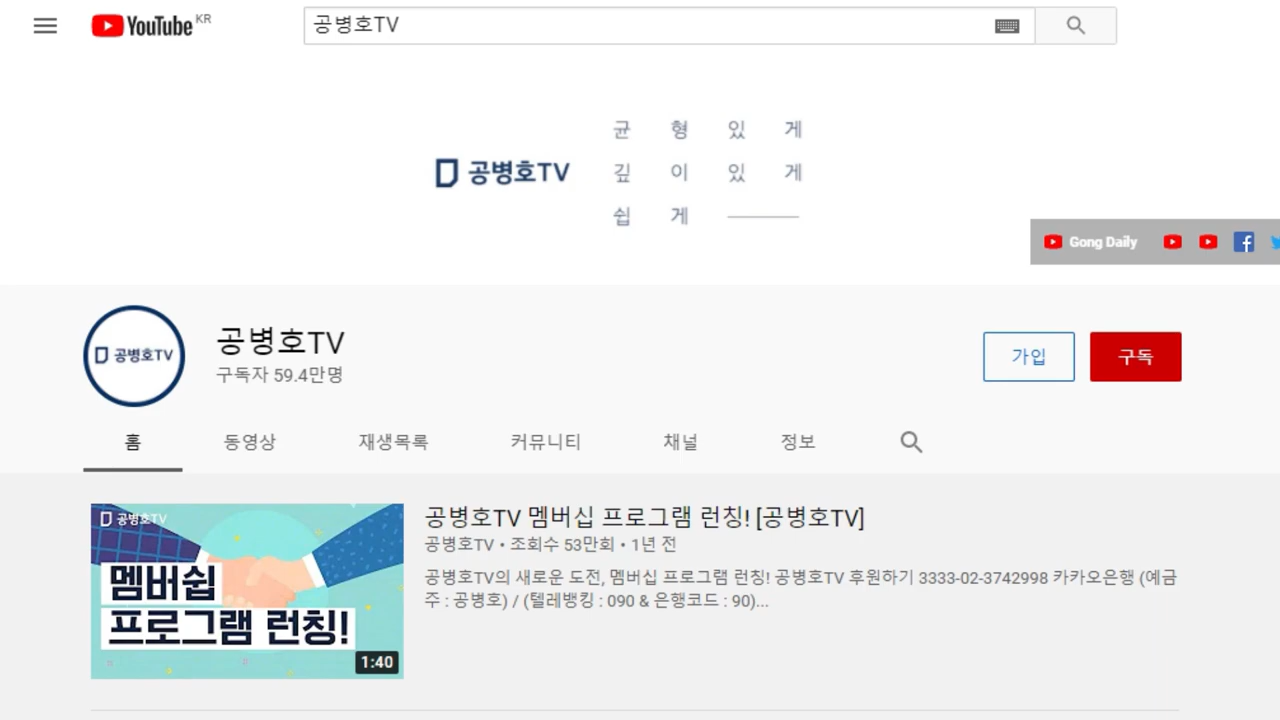 YouTube KR
공병호TV
균 형 있 게
공병호TV
깊 이 있 게
쉽 게
Gong Daily
공병호TV
공병호TV
구독자 59.4만명
가입
구독
홈 동영상 재생목록 커뮤니티 채널 정보
공병호TV
멤버쉽
프로그램 런칭!
1:40
공병호TV 멤버십 프로그램 런칭! [공병호TV]
공병호TV • 조회수 53만회 • 1년 전
공병호TV의 새로운 도전, 멤버십 프로그램 런칭! 공병호TV 후원하기 3333-02-3742998 카카오은행 (예금
주 : 공병호) / (텔레뱅킹 : 090 & 은행코드 : 90)...